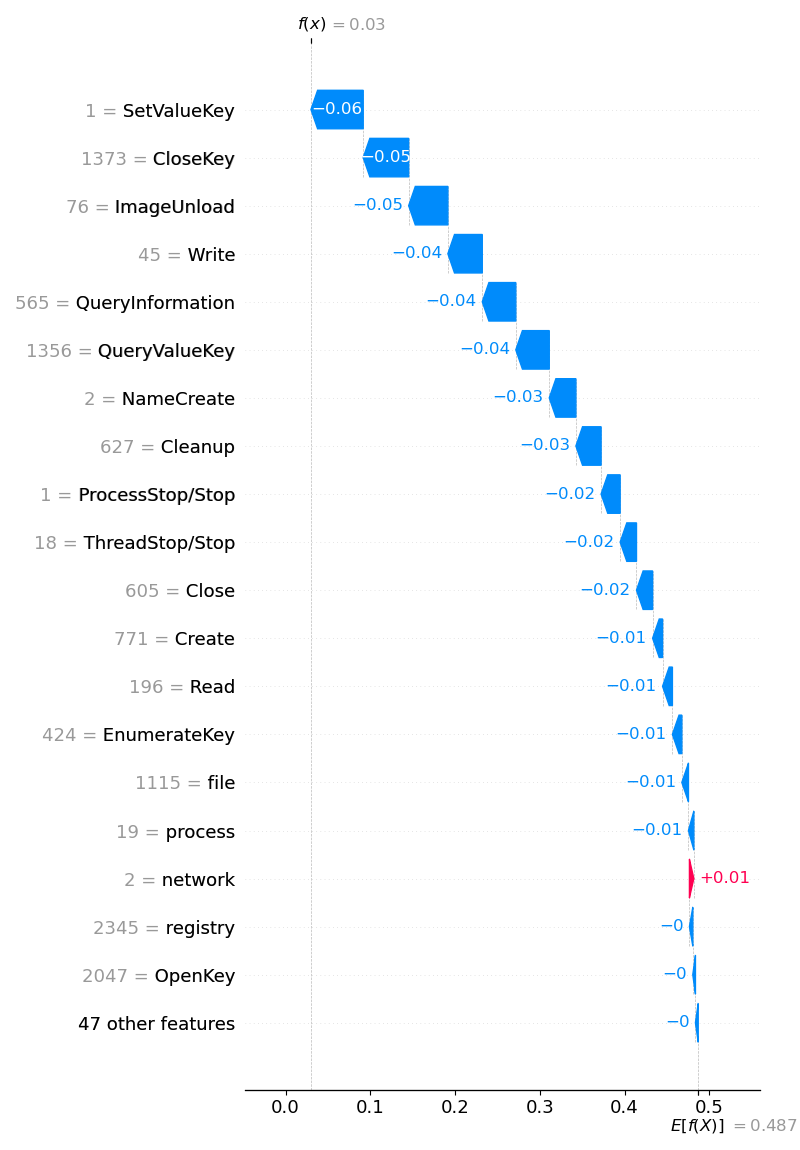 f(x) = 0.03
1 = SetValueKey −0.06
1373 = CloseKey −0.05
76 = ImageUnload −0.05
45 = Write −0.04
565 = QueryInformation −0.04
1356 = QueryValueKey −0.04
2 = NameCreate −0.03
627 = Cleanup −0.03
1 = ProcessStop/Stop −0.02
18 = ThreadStop/Stop −0.02
605 = Close −0.02
771 = Create −0.01
196 = Read −0.01
424 = EnumerateKey −0.01
1115 = file −0.01
19 = process −0.01
2 = network +0.01
2345 = registry −0
2047 = OpenKey −0
47 other features −0
0.0 0.1 0.2 0.3 0.4 0.5
E[f(X)] = 0.487